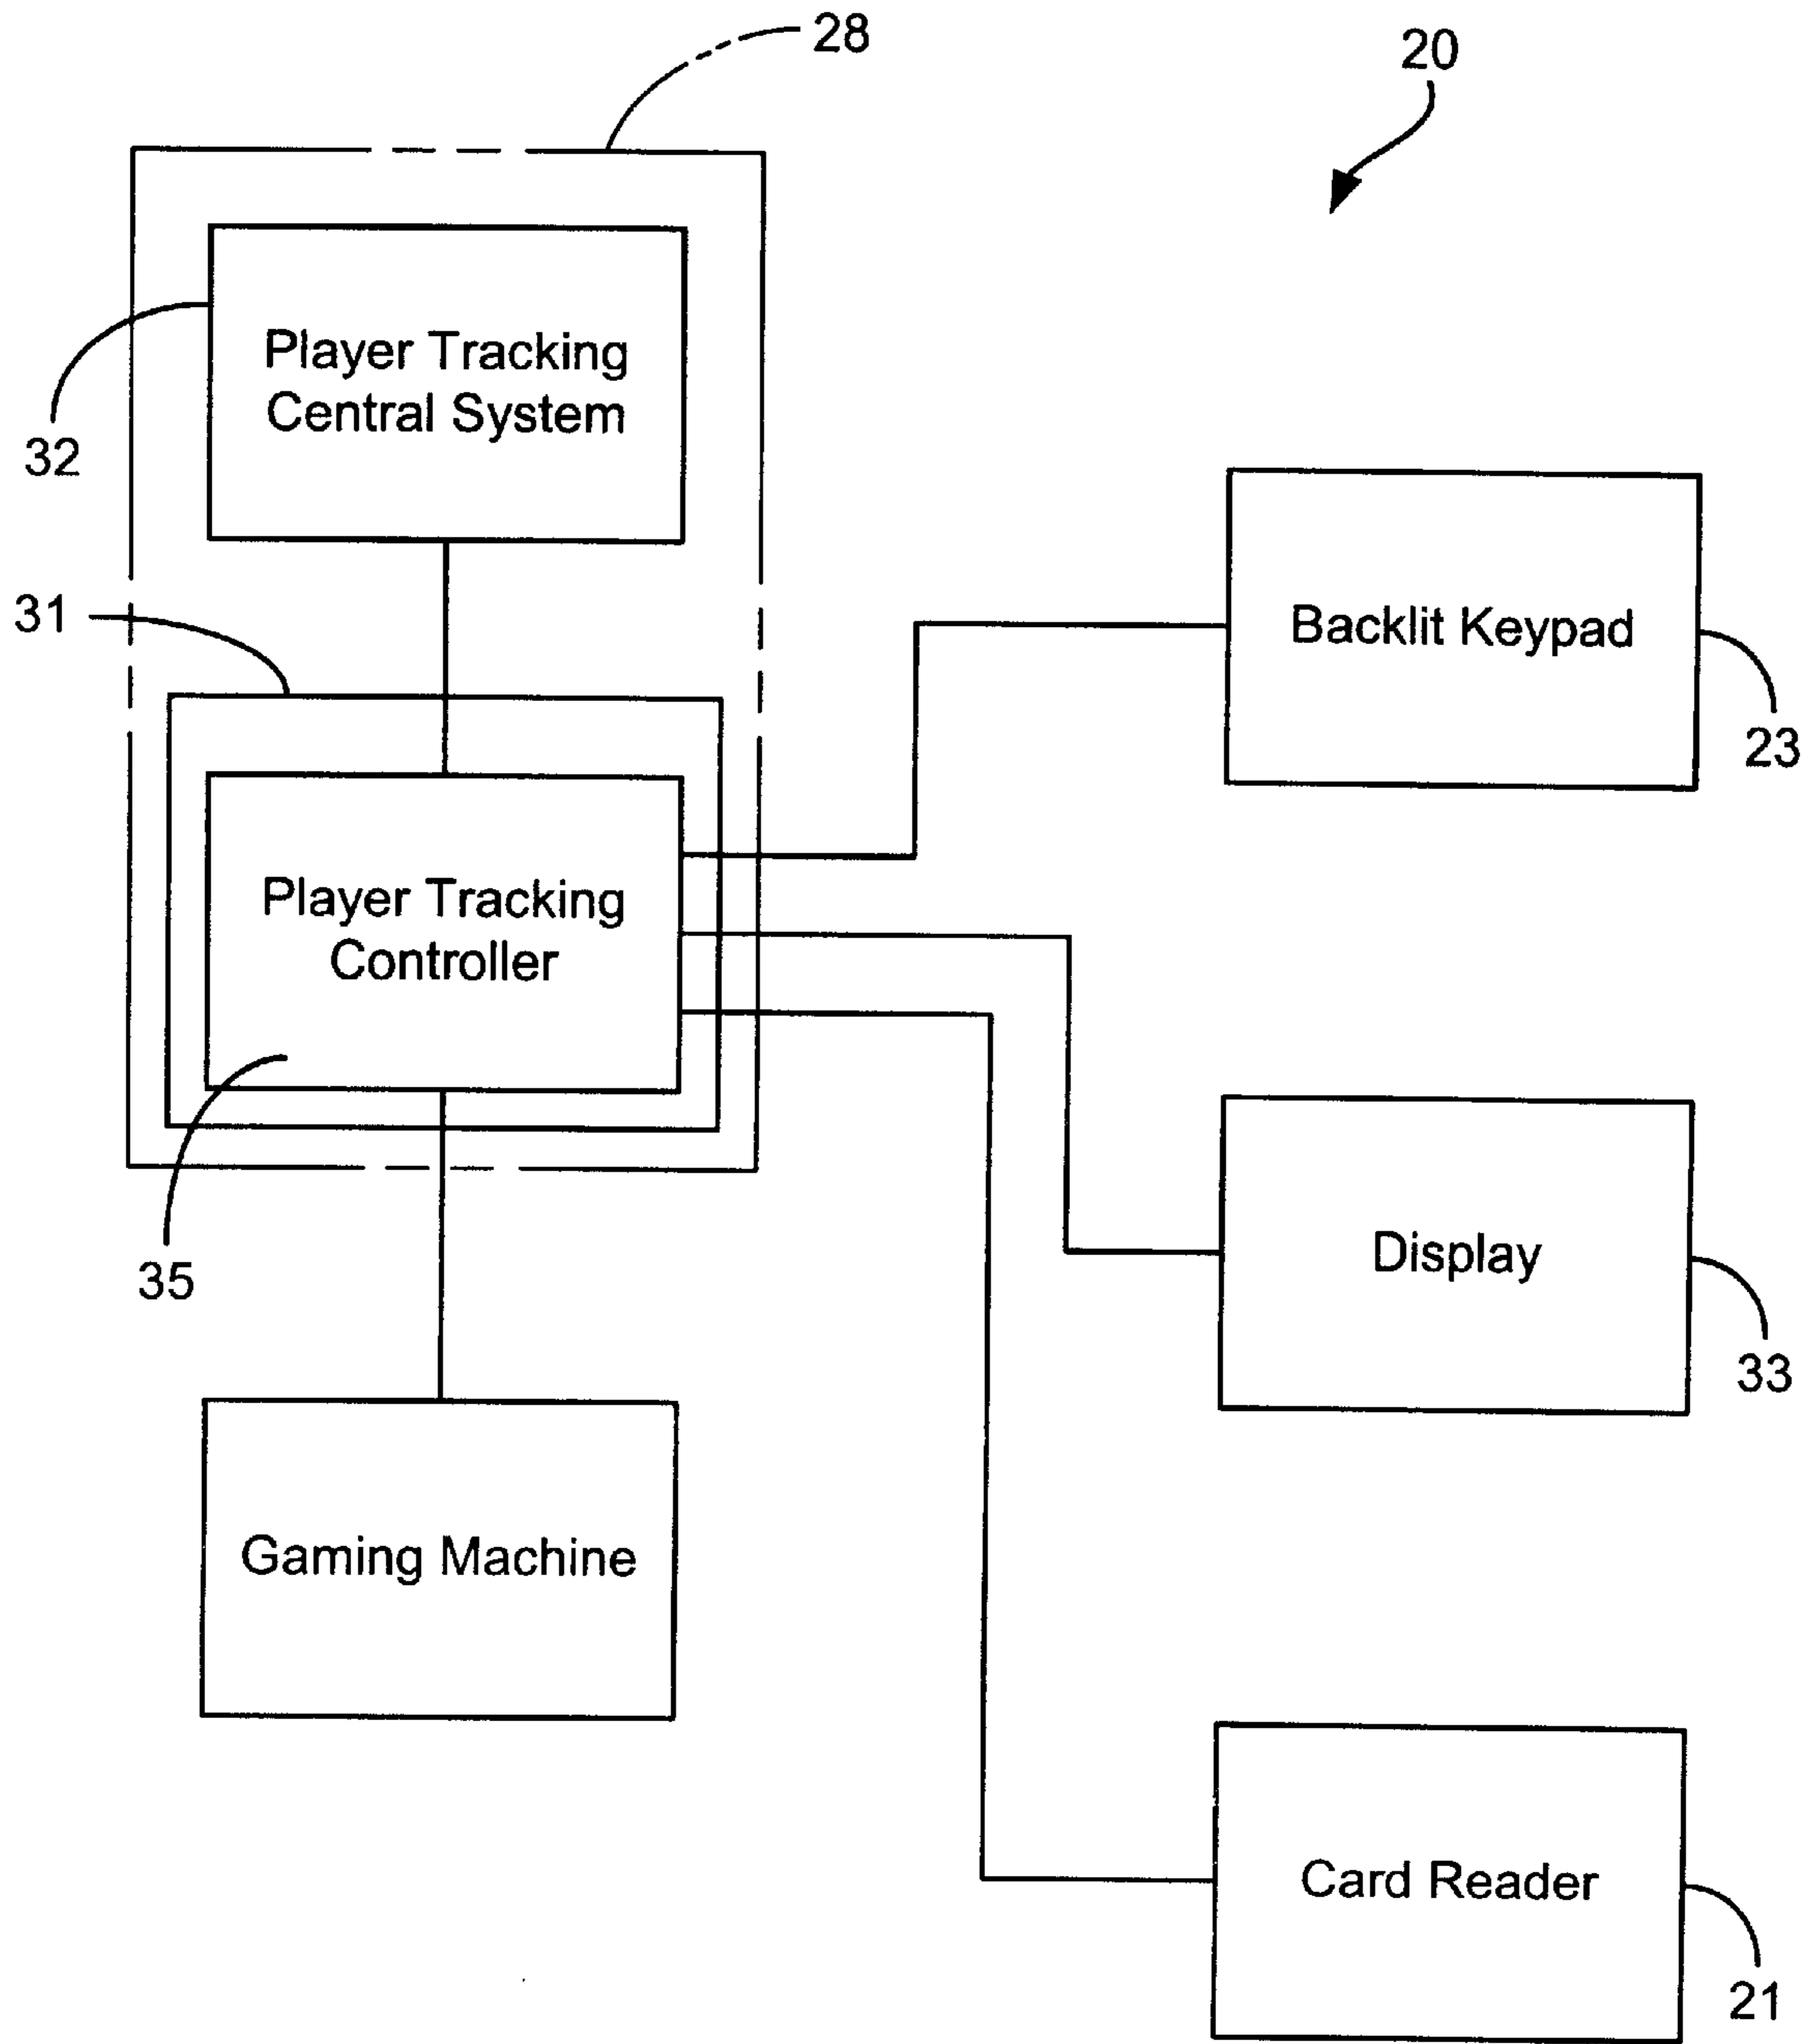 28
20
Player Tracking
Central System
32
31
Backlit Keypad
23
Player Tracking
Controller
35
Display
33
Gaming Machine
Card Reader
21